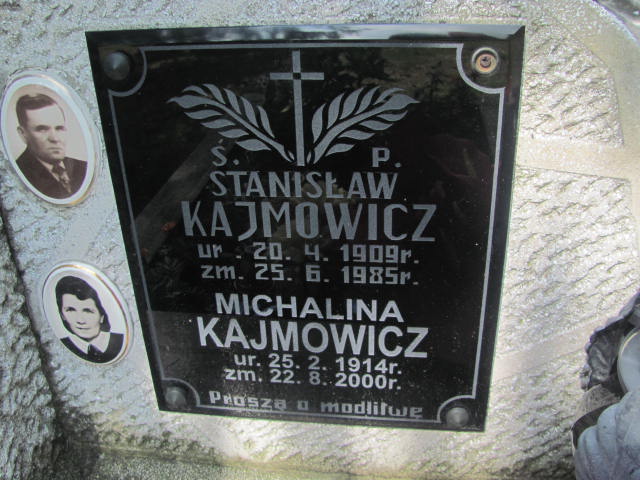 Ś. P.
STANISŁAW
KAJMOWICZ
ur. 20. 4. 1909r.
zm. 25. 6. 1985r.
MICHALINA
KAJMOWICZ
ur. 25. 2. 1914r.
zm. 22. 8. 2000r.
Proszą o modlitwę